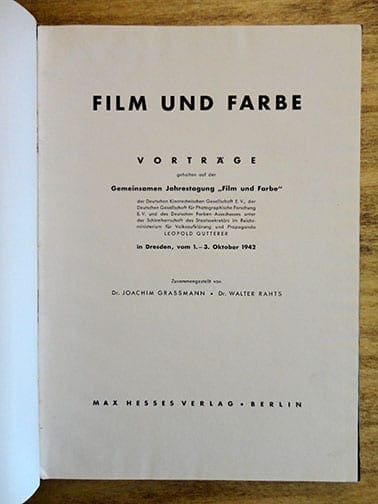 FILM UND FARBE
VORTRÄGE
gehalten auf der
Gemeinsamen Jahrestagung „Film und Farbe"
der Deutschen Kinotechnischen Gesellschaft E. V., der
Deutschen Gesellschaft für Photographische Forschung
E. V. und des Deutschen Farben-Ausschusses unter
der Schirmherrschaft des Staatssekretärs im Reichs-
ministerium für Volksaufklärung und Propaganda
LEOPOLD GUTTERER
in Dresden, vom 1.—3. Oktober 1942
Zusammengestellt von
Dr. JOACHIM GRASSMANN • Dr. WALTER RAHTS
MAX HESSES VERLAG • BERLIN